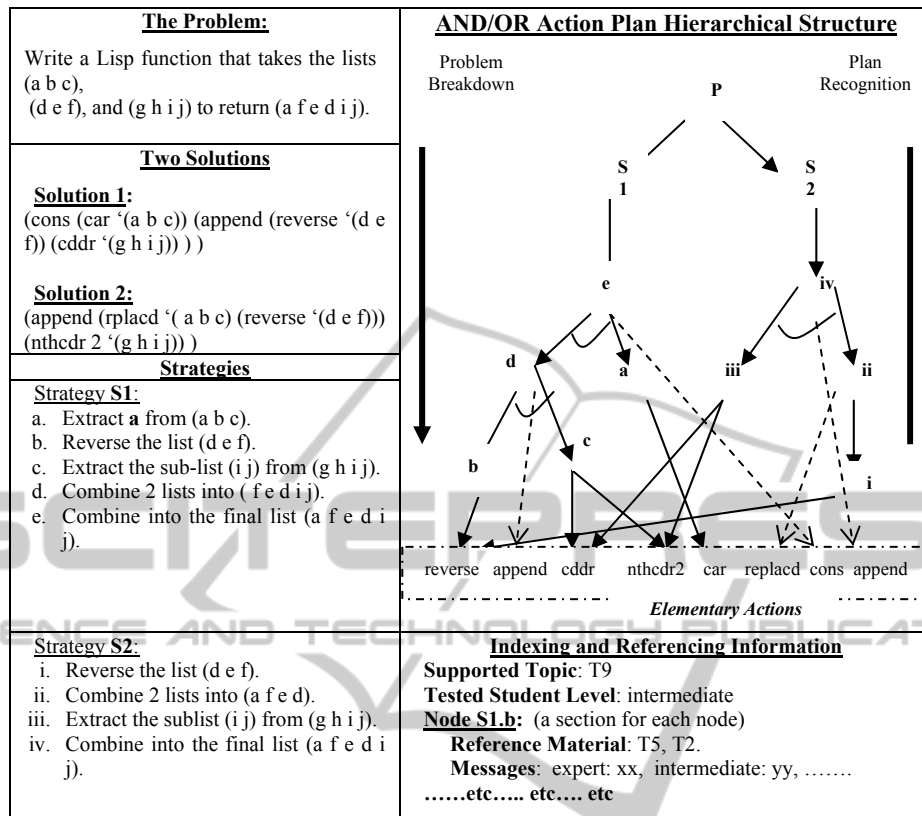 The Problem:
Write a Lisp function that takes the lists
(a b c),
(d e f), and (g h i j) to return (a f e d i j).
Two Solutions
Solution 1:
(cons (car ‘(a b c)) (append (reverse ‘(d e
f)) (cddr ‘(g h i j)) ) )
Solution 2:
(append (rplacd ‘( a b c) (reverse ‘(d e f)))
(nthcdr 2 ‘(g h i j)) )
Strategies
Strategy S1:
a. Extract a from (a b c).
b. Reverse the list (d e f).
c. Extract the sub-list (i j) from (g h i j).
d. Combine 2 lists into ( f e d i j).
e. Combine into the final list (a f e d i
j).
Strategy S2:
i. Reverse the list (d e f).
ii. Combine 2 lists into (a f e d).
iii. Extract the sublist (i j) from (g h i j).
iv. Combine into the final list (a f e d i
j).
AND/OR Action Plan Hierarchical Structure
Problem
Breakdown
Plan
Recognition
P
S
1
S
2
e
iv
d
a
iii
ii
c
b
i
reverse append cddr nthcdr2 car replacd cons append
Elementary Actions
Indexing and Referencing Information
Supported Topic: T9
Tested Student Level: intermediate
Node S1.b: (a section for each node)
Reference Material: T5, T2.
Messages: expert: xx, intermediate: yy, …….
……etc….. etc…. etc
SCITEPRESS
SCIENCE AND TECHNOLOGY PUBLICAT